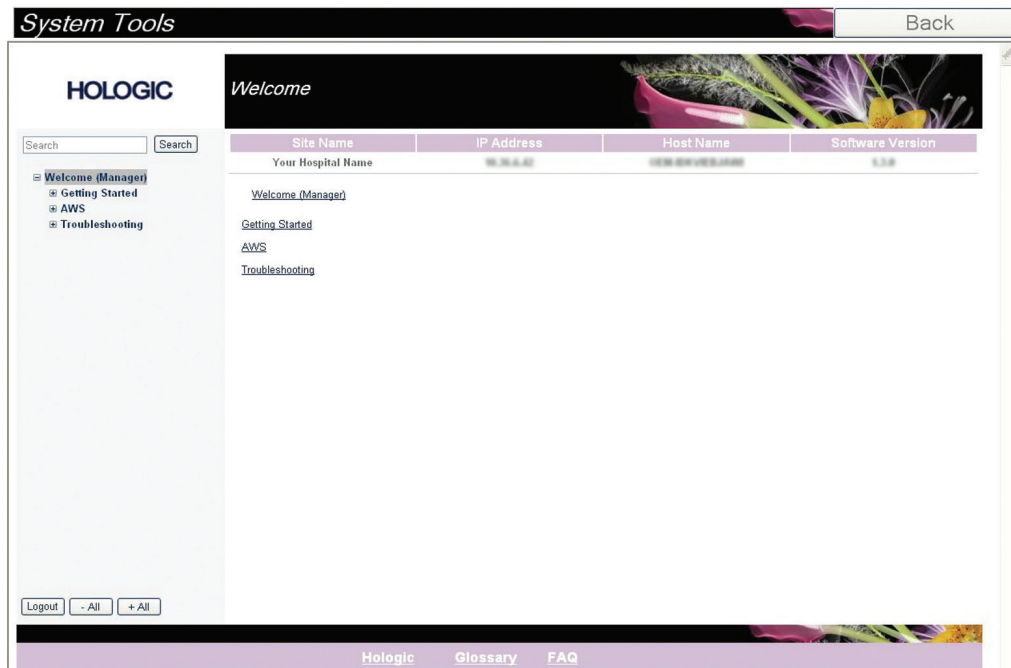 System Tools
Back
HOLOGIC
Welcome
Search Search
Site Name IP Address Host Name Software Version
Your Hospital Name
Welcome (Manager)
Getting Started
AWS
Troubleshooting
Welcome (Manager)
Getting Started
AWS
Troubleshooting
Logout - All + All
Hologic Glossary FAQ